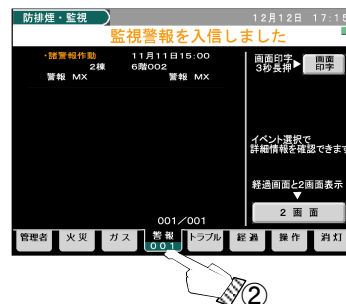 防排煙・監視
12月12日 17:15
監視警報を入信しました
・諸警報作動 11月11日15:00
2棟 6階002
警報 MX 警報 MX
画面印字
3秒長押▶
画面
印字
イベント選択で
詳細情報を確認できます
経過画面と2画面表示
▼
2 画 面
001/001
管理者 火 災 ガ ス 警 報 トラブル 経 過 操 作 消 灯
001
②